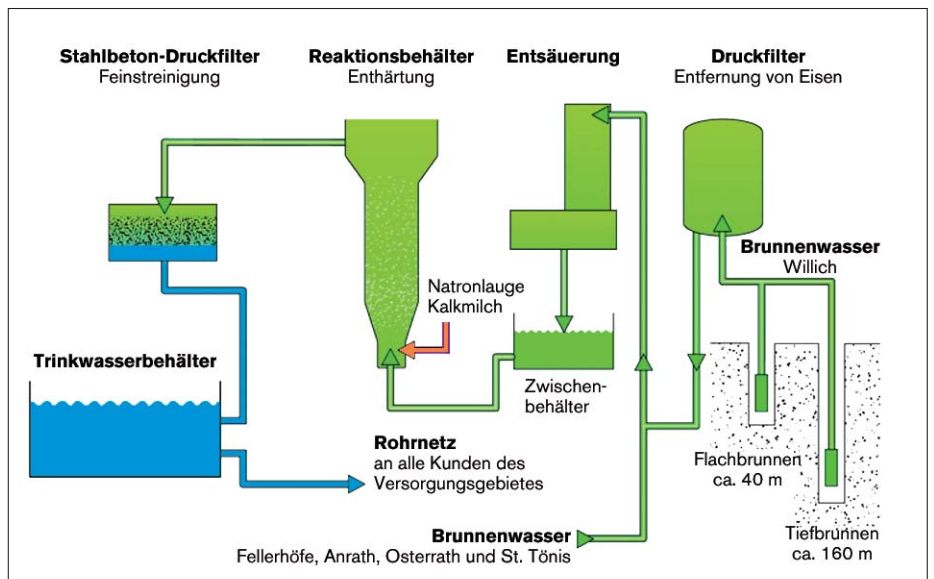 Stahlbeton-Druckfilter
Feinstreinigung
Reaktionsbehälter
Enthärtung
Entsäuerung
Druckfilter
Entfernung von Eisen
Brunnenwasser
Willich
Natronlauge
Kalkmilch
Trinkwasserbehälter
Zwischen-
behälter
Rohrnetz
an alle Kunden des
Versorgungsgebietes
Flachbrunnen
ca. 40 m
Tiefbrunnen
ca. 160 m
Brunnenwasser
Fellerhöfe, Anrath, Osterrath und St. Tönis